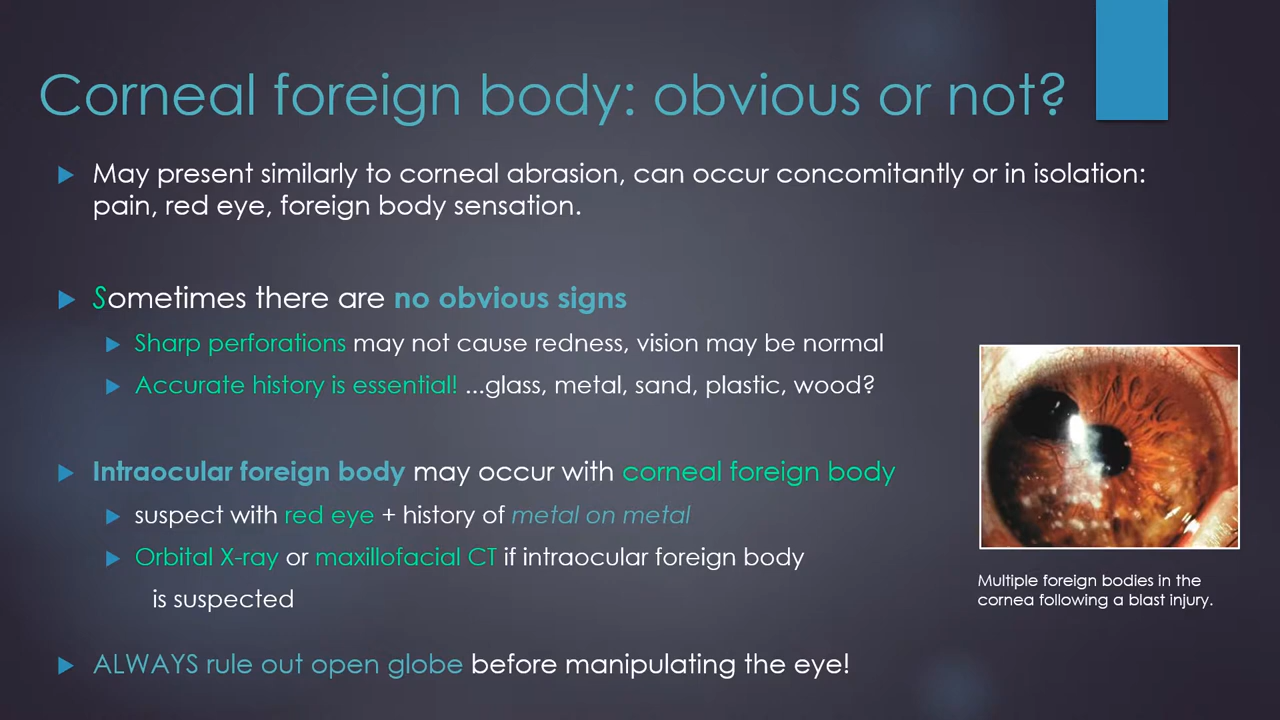 Corneal foreign body: obvious or not?
May present similarly to corneal abrasion, can occur concomitantly or in isolation:
pain, red eye, foreign body sensation.
Sometimes there are no obvious signs
Sharp perforations may not cause redness, vision may be normal
Accurate history is essential! ...glass, metal, sand, plastic, wood?
Intraocular foreign body may occur with corneal foreign body
suspect with red eye + history of metal on metal
Orbital X-ray or maxillofacial CT if intraocular foreign body
is suspected
Multiple foreign bodies in the
cornea following a blast injury.
ALWAYS rule out open globe before manipulating the eye!